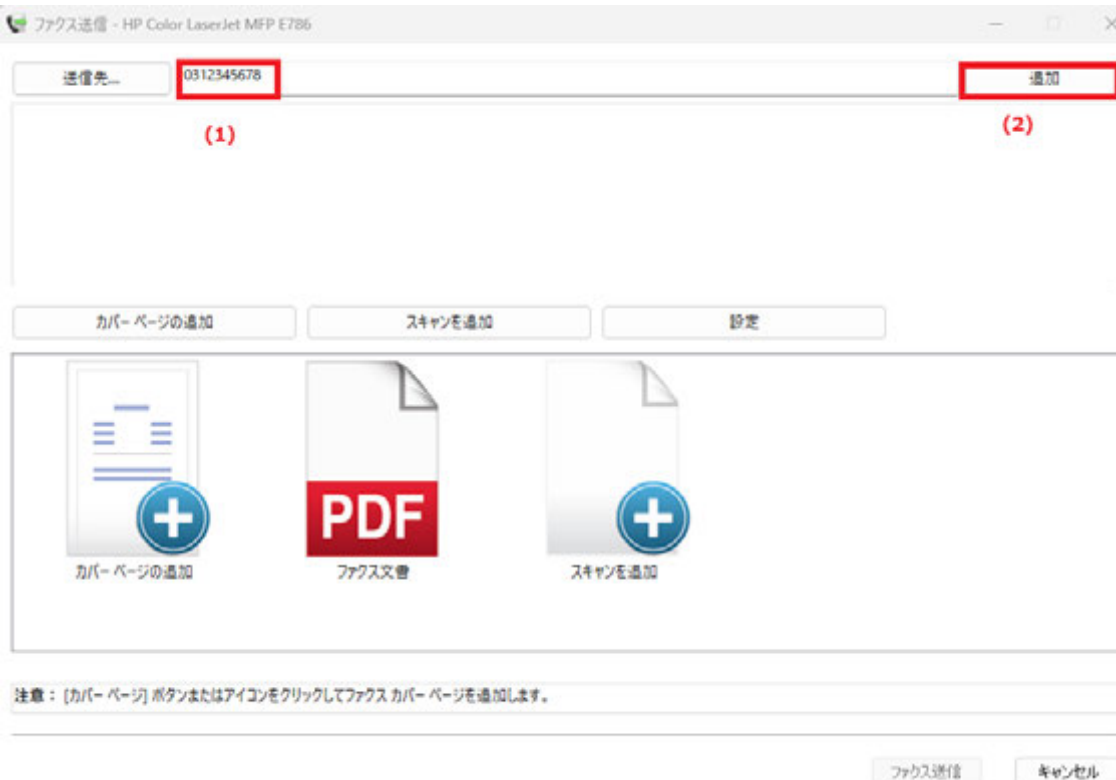 ファクス送信 - HP Color LaserJet MFP E786
送信先... 0312345678 追加
(1) (2)
カバー ページの追加 スキャンを追加 設定
PDF
カバー ページの追加 ファクス文書 スキャンを追加
注意： [カバー ページ] ボタンまたはアイコンをクリックしてファクス カバー ページを追加します。
ファクス送信 キャンセル